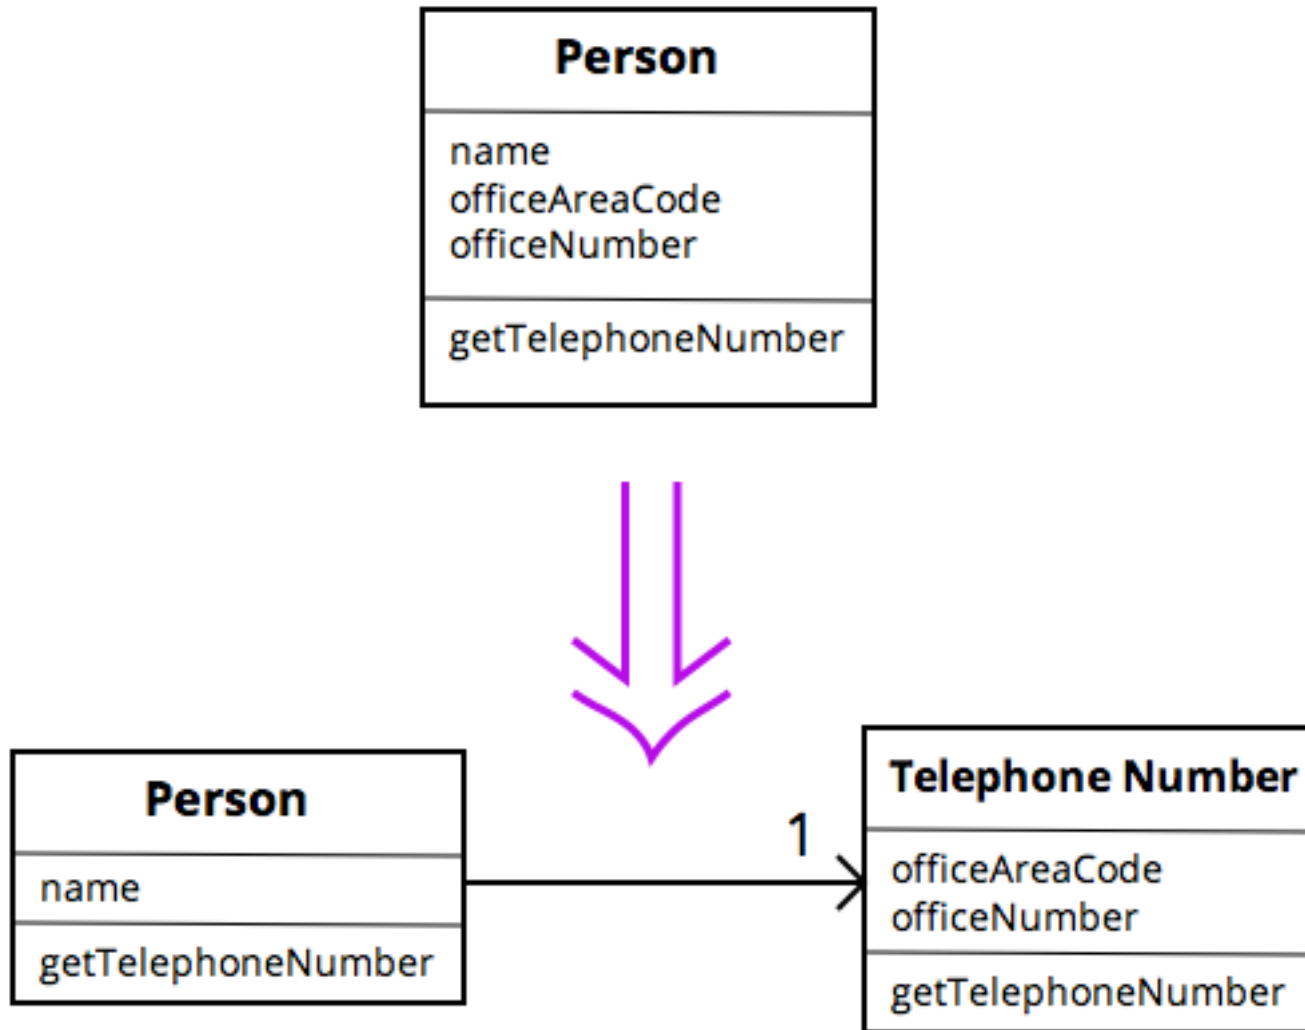 Person
name
officeAreaCode
officeNumber
getTelephoneNumber
Person
name
getTelephoneNumber
1
Telephone Number
officeAreaCode
officeNumber
getTelephoneNumber